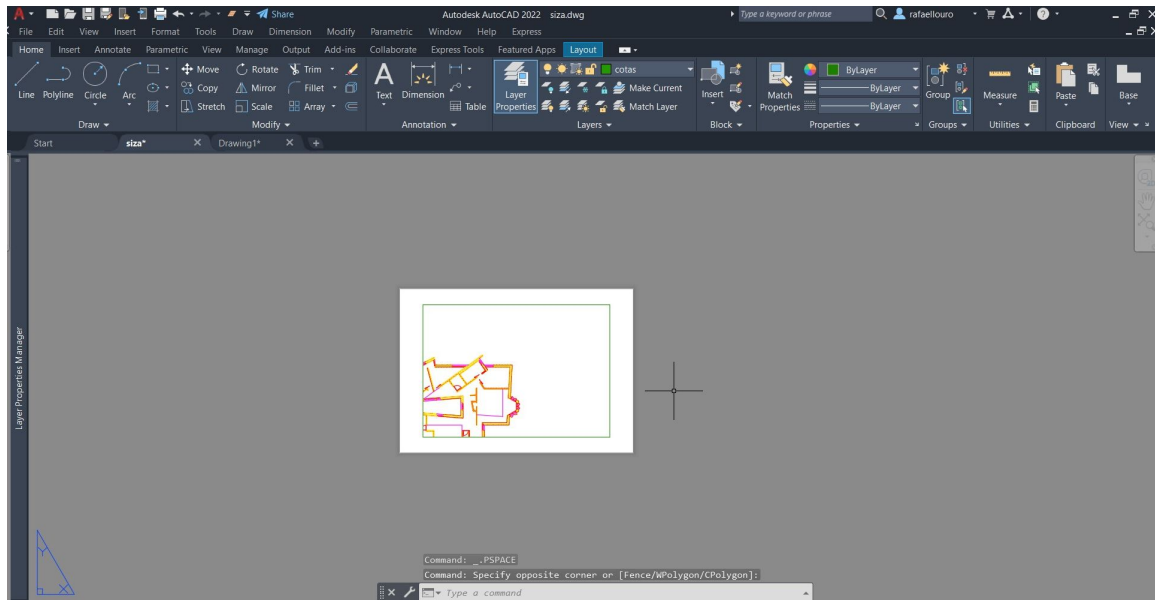 A Share Autodesk AutoCAD 2022 siza.dwg Type a keyword or phrase rafaellouro
File Edit View Insert Format Tools Draw Dimension Modify Parametric Window Help Express
Home Insert Annotate Parametric View Manage Output Add-ins Collaborate Express Tools Featured Apps Layout
Move Rotate Trim cotas ByLayer
Line Polyline Circle Arc Copy Mirror Fillet Text Dimension Layer Properties Make Current Insert Match Properties ByLayer Group Measure Paste Base
Stretch Scale Array Table Match Layer ByLayer
Draw Modify Annotation Layers Block Properties Groups Utilities Clipboard View
Start siza* Drawing1*
Layer Properties Manager
Command: _.PSPACE
Command: Specify opposite corner or [Fence/WPolygon/CPolygon]:
Y
X
Type a command